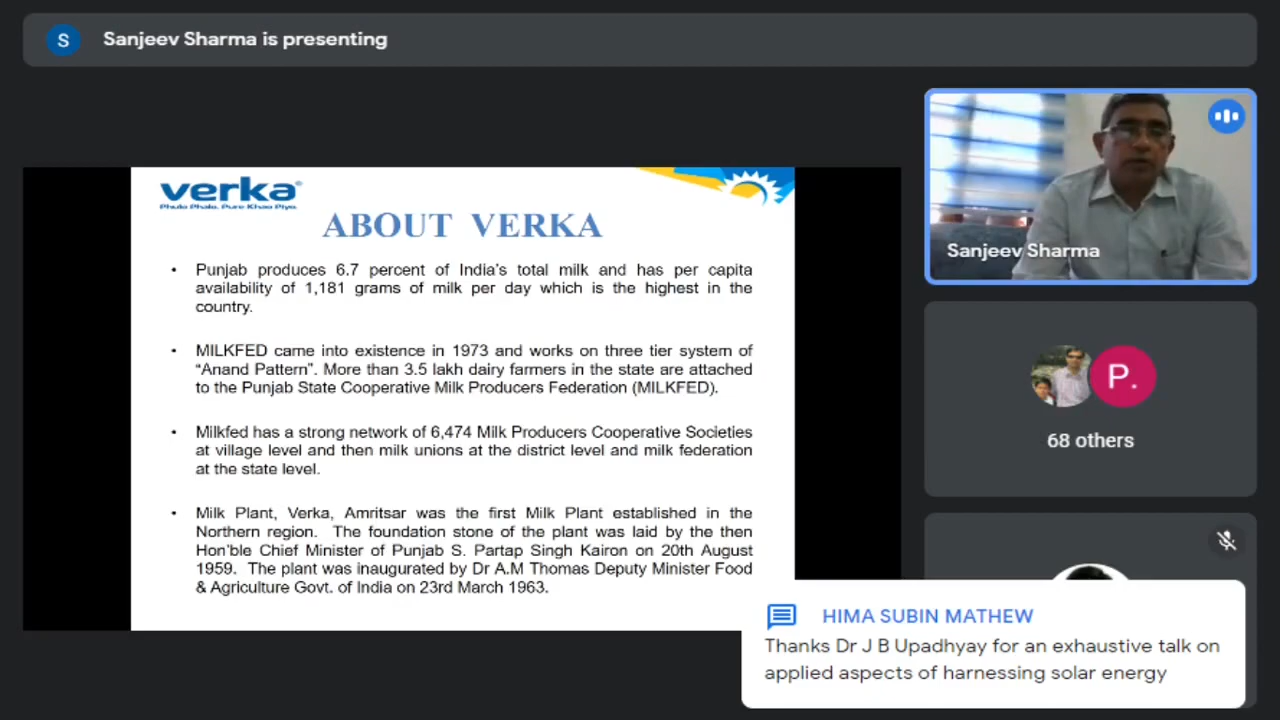 S
Sanjeev Sharma is presenting
verka®
Phulo Phalo. Pure Khao Piyo.
ABOUT VERKA
• Punjab produces 6.7 percent of India's total milk and has per capita
availability of 1,181 grams of milk per day which is the highest in the
country.
• MILKFED came into existence in 1973 and works on three tier system of
“Anand Pattern”. More than 3.5 lakh dairy farmers in the state are attached
to the Punjab State Cooperative Milk Producers Federation (MILKFED).
• Milkfed has a strong network of 6,474 Milk Producers Cooperative Societies
at village level and then milk unions at the district level and milk federation
at the state level.
• Milk Plant, Verka, Amritsar was the first Milk Plant established in the
Northern region. The foundation stone of the plant was laid by the then
Hon'ble Chief Minister of Punjab S. Partap Singh Kairon on 20th August
1959. The plant was inaugurated by Dr A.M Thomas Deputy Minister Food
& Agriculture Govt. of India on 23rd March 1963.
Sanjeev Sharma
P.
68 others
HIMA SUBIN MATHEW
Thanks Dr J B Upadhyay for an exhaustive talk on
applied aspects of harnessing solar energy